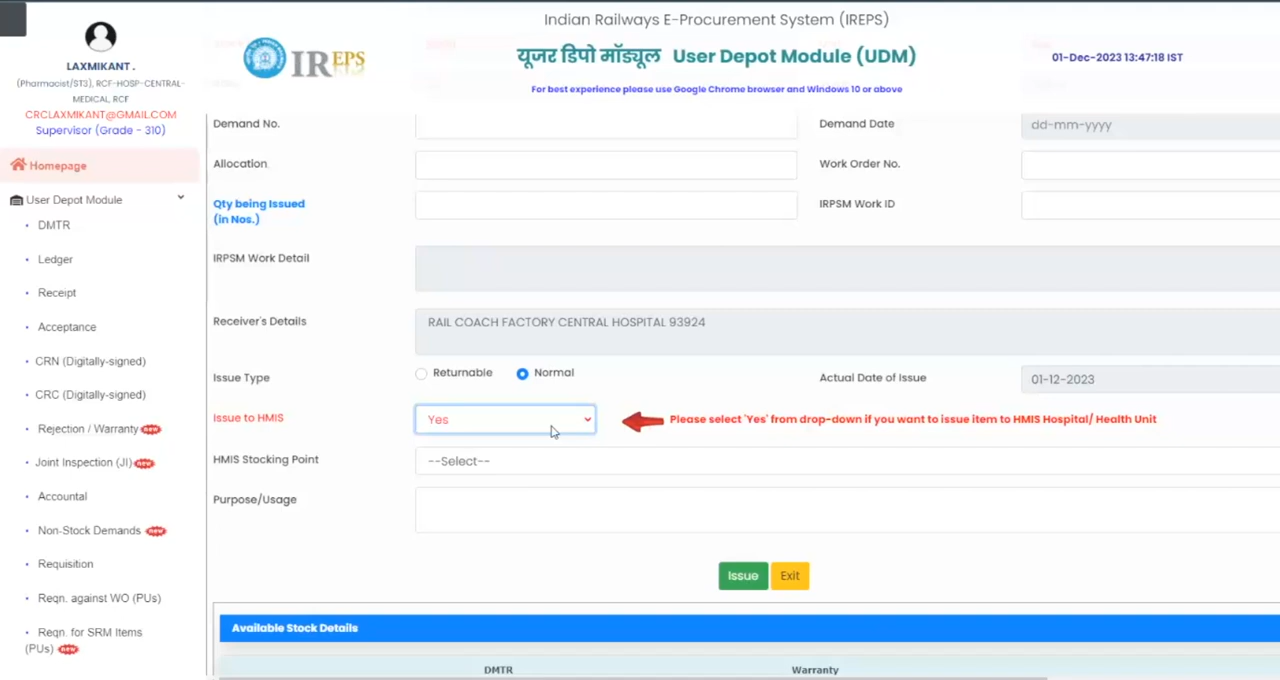 Indian Railways E-Procurement System (IREPS)
IREPS
यूजर डिपो मॉड्यूल User Depot Module (UDM)
01-Dec-2023 13:47:18 IST
For best experience please use Google Chrome browser and Windows 10 or above
LAXMIKANT .
(Pharmacist/ST3), RCF-HOSP-CENTRAL-
MEDICAL, RCF
CRCLAXMIKANT@GMAIL.COM
Supervisor (Grade - 310)
Homepage
User Depot Module
DMTR
Ledger
Receipt
Acceptance
CRN (Digitally-signed)
CRC (Digitally-signed)
Rejection / Warranty new
Joint Inspection (JI) new
Accountal
Non-Stock Demands new
Requisition
Reqn. against WO (PUs)
Reqn. for SRM Items
(PUs) new
Demand No.
Demand Date dd-mm-yyyy
Allocation
Work Order No.
Qty being Issued
(in Nos.)
IRPSM Work ID
IRPSM Work Detail
Receiver's Details RAIL COACH FACTORY CENTRAL HOSPITAL 93924
Issue Type Returnable Normal
Actual Date of Issue 01-12-2023
Issue to HMIS Yes Please select 'Yes' from drop-down if you want to issue item to HMIS Hospital/ Health Unit
HMIS Stocking Point --Select--
Purpose/Usage
Issue Exit
Available Stock Details
DMTR Warranty